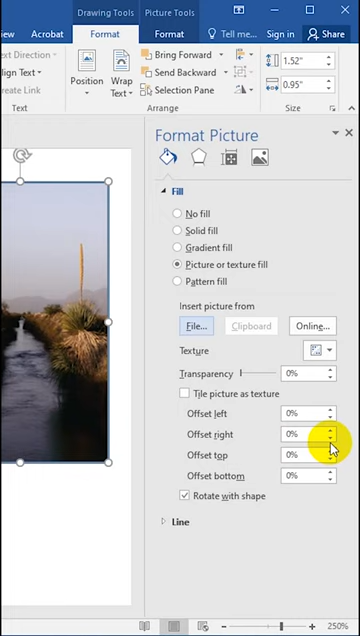 Drawing Tools Picture Tools
View Acrobat Format Format Tell me... Sign in Share
Text Direction
Align Text
Create Link
Text
Position
Wrap Text
Bring Forward
Send Backward
Selection Pane
Arrange
1.52"
0.95"
Size
Format Picture
Fill
No fill
Solid fill
Gradient fill
Picture or texture fill
Pattern fill
Insert picture from
File... Clipboard Online...
Texture
Transparency 0%
Tile picture as texture
Offset left 0%
Offset right 0%
Offset top 0%
Offset bottom 0%
Rotate with shape
Line
250%